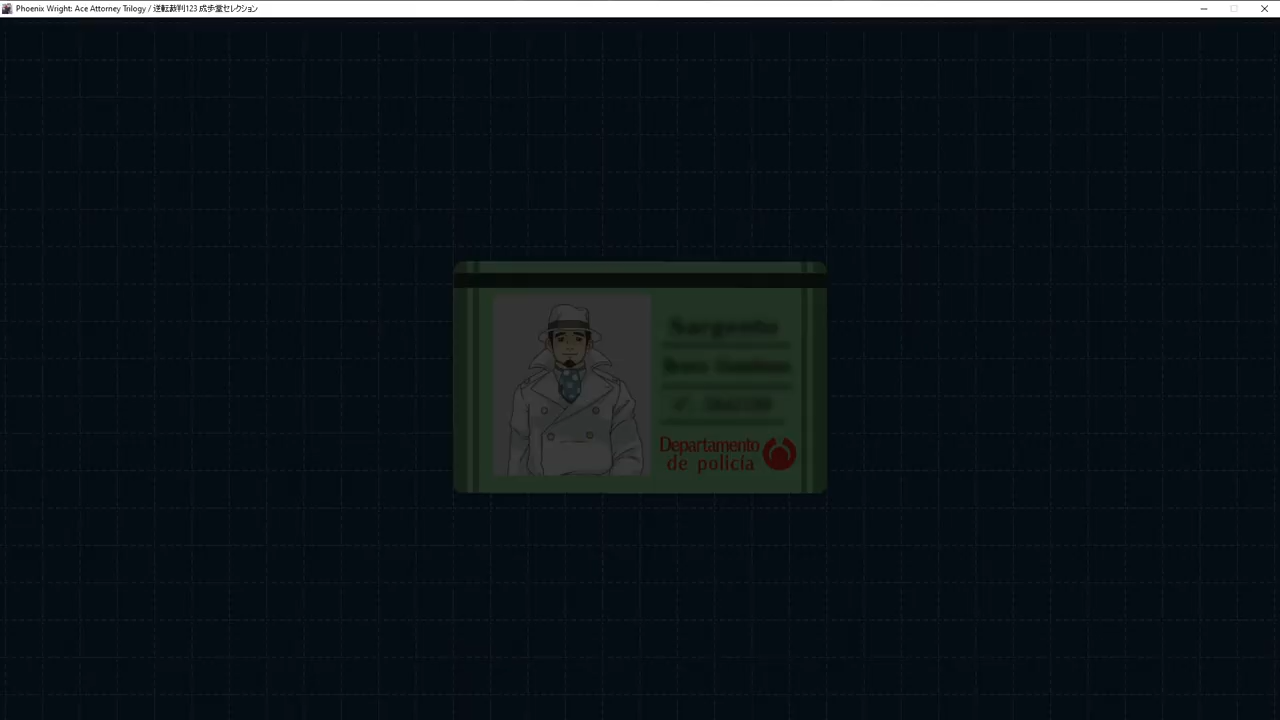 Phoenix Wright: Ace Attorney Trilogy / 逆転裁判123 成歩堂セレクション
Sargento
Departamento
de policía